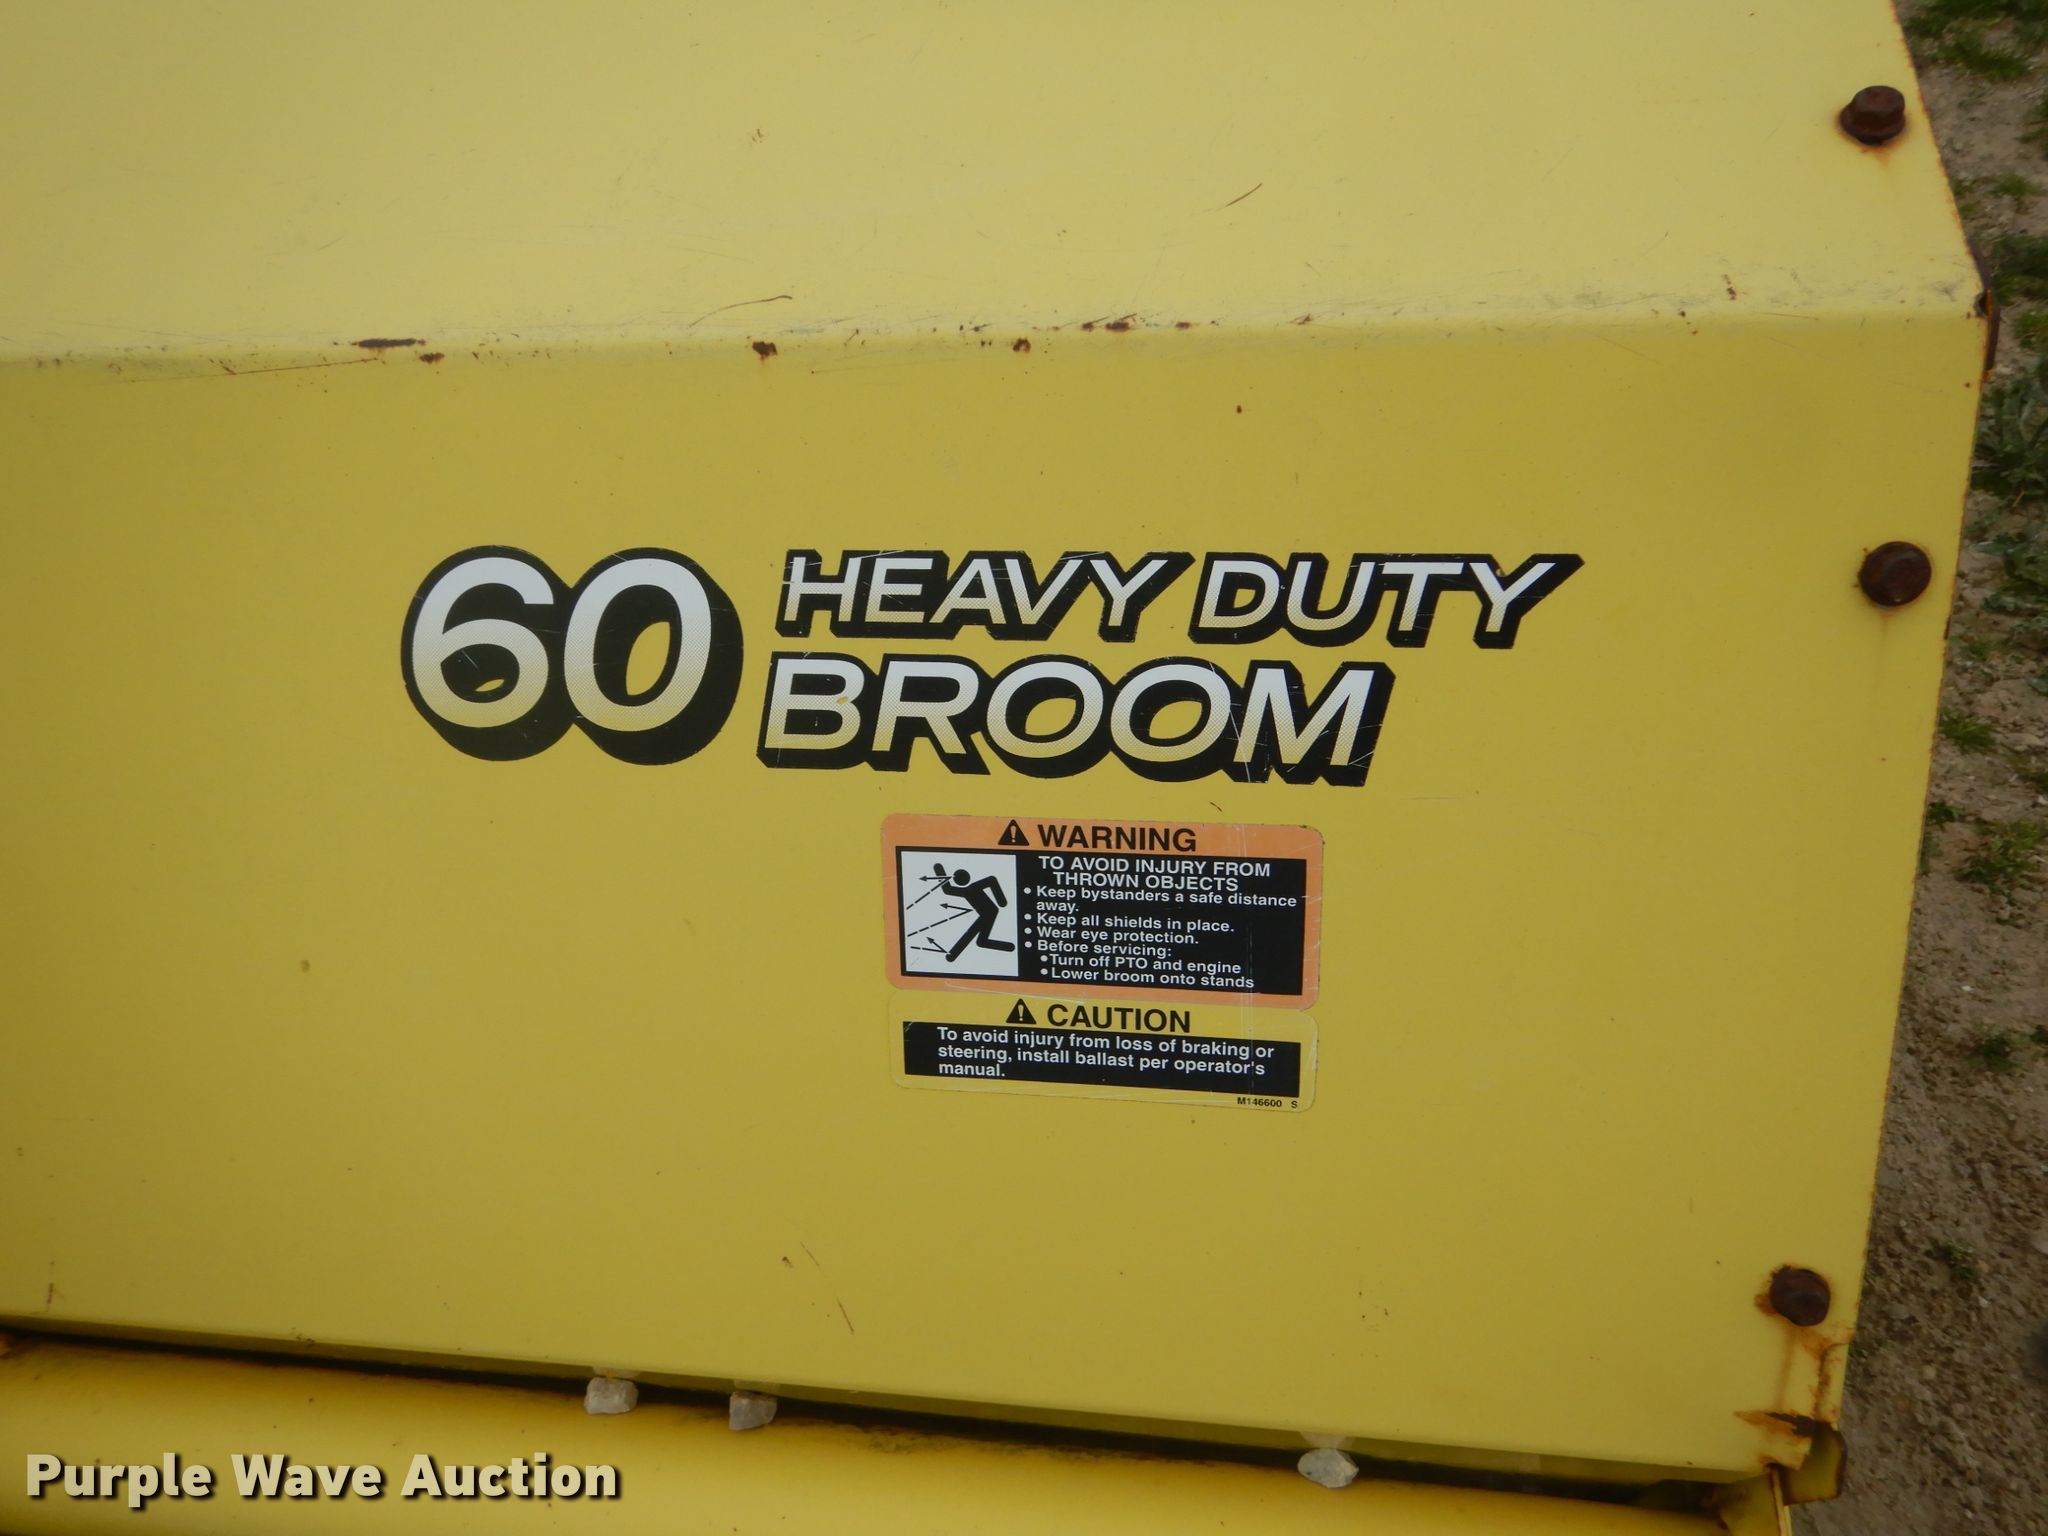 60 HEAVY DUTY
BROOM
WARNING
TO AVOID INJURY FROM
THROWN OBJECTS
• Keep bystanders a safe distance
away.
• Keep all shields in place.
• Wear eye protection.
• Before servicing:
• Turn off PTO and engine
• Lower broom onto stands
CAUTION
To avoid injury from loss of braking or
steering, install ballast per operator's
manual.
M146600 S
Purple Wave Auction